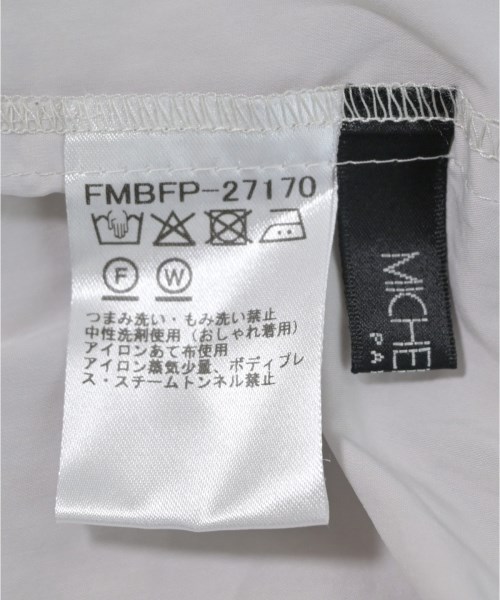 FMBFP-27170
F W
つまみ洗い・もみ洗い禁止
中性洗剤使用（おしゃれ着用）
アイロンあて布使用
アイロン蒸気少量、ボディプレ
ス・スチームトンネル禁止
MICHE
PA